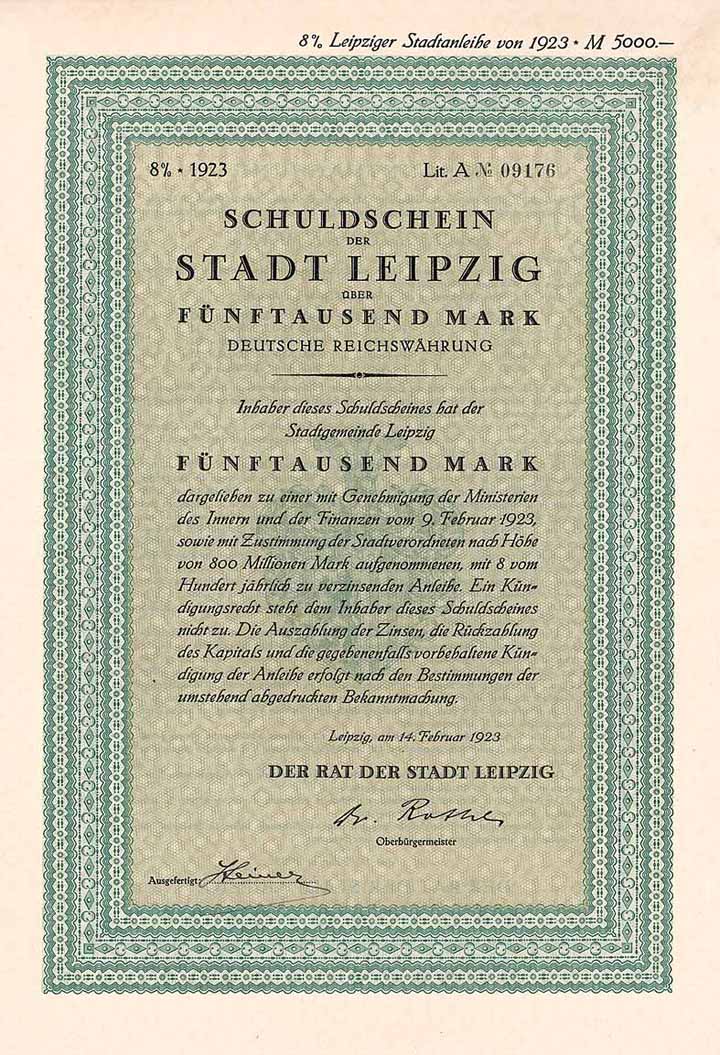 8% Leipziger Stadtanleihe von 1923 * M 5000.—
8% * 1923 Lit. A № 09176
SCHULDSCHEIN
DER
STADT LEIPZIG
ÜBER
FÜNFTAUSEND MARK
DEUTSCHE REICHSWÄHRUNG
Inhaber dieses Schuldscheines hat der
Stadtgemeinde Leipzig
FÜNFTAUSEND MARK
dargeliehen zu einer mit Genehmigung der Ministerien
des Innern und der Finanzen vom 9. Februar 1923,
sowie mit Zustimmung der Stadtverordneten nach Höhe
von 800 Millionen Mark aufgenommenen, mit 8 vom
Hundert jährlich zu verzinsenden Anleihe. Ein Kün-
digungsrecht steht dem Inhaber dieses Schuldscheines
nicht zu. Die Auszahlung der Zinsen, die Rückzahlung
des Kapitals und die gegebenenfalls vorbehaltene Kün-
digung der Anleihe erfolgt nach den Bestimmungen der
umstehend abgedruckten Bekanntmachung.
Leipzig, am 14. Februar 1923
DER RAT DER STADT LEIPZIG
Dr. Rothe
Oberbürgermeister
Ausgefertigt: